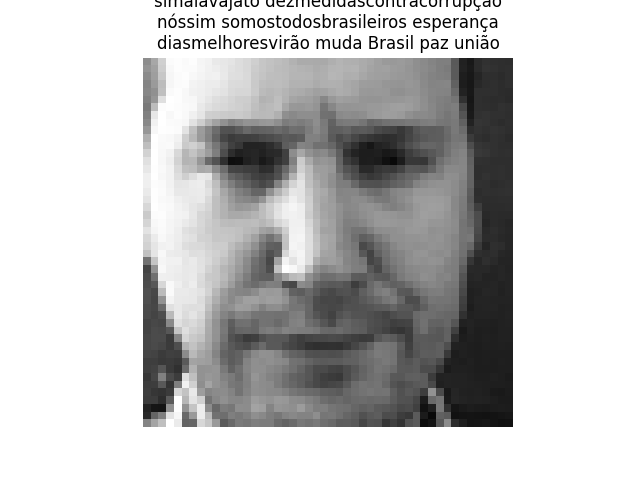 simalavajato dezmedidascontracorrupção
nóssim somostodosbrasileiros esperança
diasmelhoresvirão muda Brasil paz união